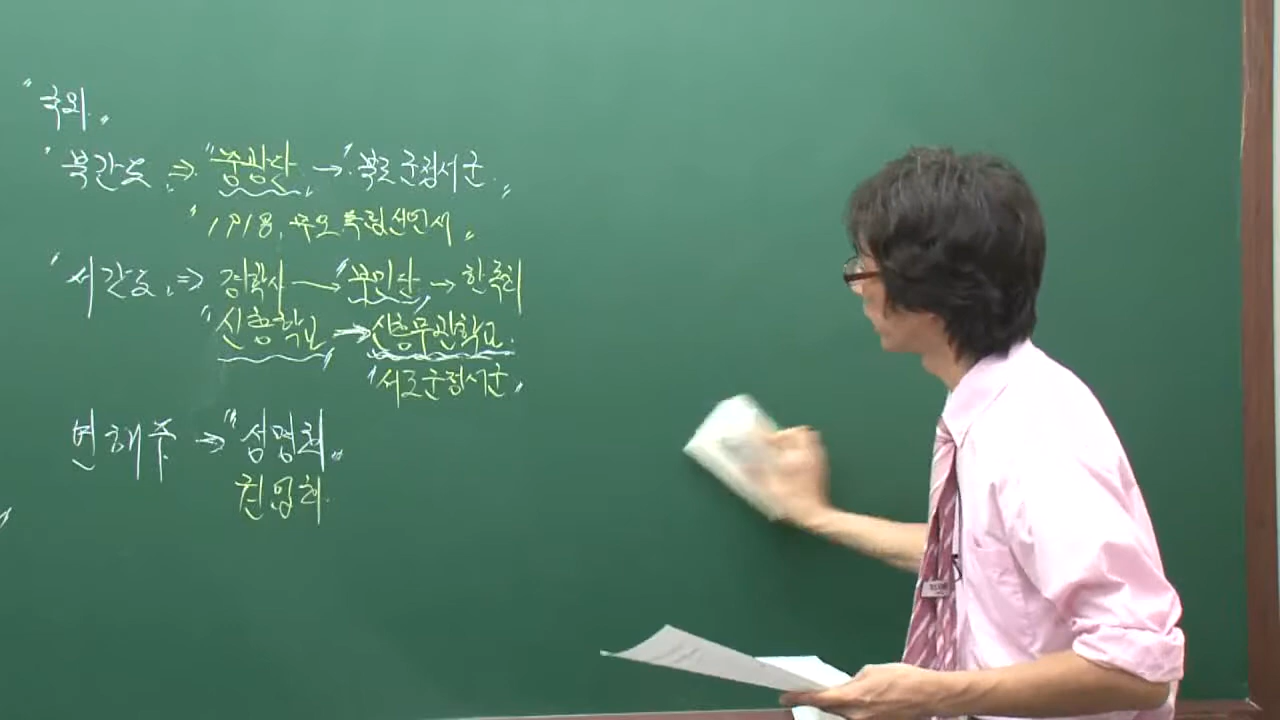 "국외"
"북간도 ⇒ "중광단" → "북로군정서군"
"1918. 무오독립선언서"
"서간도 ⇒ 경학사 → "부민단" → 한족회
"신흥학교" → 신흥무관학교
"서로군정서군"
연해주 → "성명회"
권업회